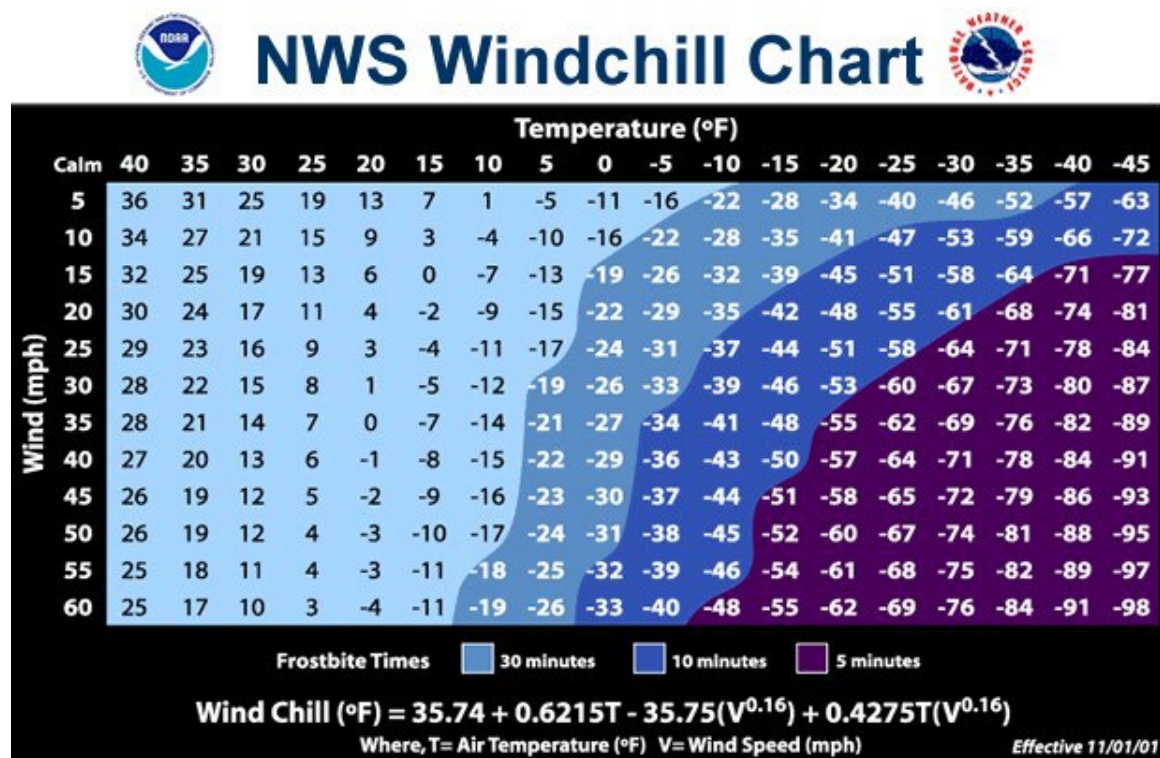 NOAA
NWS Windchill Chart
NATIONAL WEATHER SERVICE
Temperature (ºF)
Calm 40 35 30 25 20 15 10 5 0 -5 -10 -15 -20 -25 -30 -35 -40 -45
Wind (mph)
5 36 31 25 19 13 7 1 -5 -11 -16 -22 -28 -34 -40 -46 -52 -57 -63
10 34 27 21 15 9 3 -4 -10 -16 -22 -28 -35 -41 -47 -53 -59 -66 -72
15 32 25 19 13 6 0 -7 -13 -19 -26 -32 -39 -45 -51 -58 -64 -71 -77
20 30 24 17 11 4 -2 -9 -15 -22 -29 -35 -42 -48 -55 -61 -68 -74 -81
25 29 23 16 9 3 -4 -11 -17 -24 -31 -37 -44 -51 -58 -64 -71 -78 -84
30 28 22 15 8 1 -5 -12 -19 -26 -33 -39 -46 -53 -60 -67 -73 -80 -87
35 28 21 14 7 0 -7 -14 -21 -27 -34 -41 -48 -55 -62 -69 -76 -82 -89
40 27 20 13 6 -1 -8 -15 -22 -29 -36 -43 -50 -57 -64 -71 -78 -84 -91
45 26 19 12 5 -2 -9 -16 -23 -30 -37 -44 -51 -58 -65 -72 -79 -86 -93
50 26 19 12 4 -3 -10 -17 -24 -31 -38 -45 -52 -60 -67 -74 -81 -88 -95
55 25 18 11 4 -3 -11 -18 -25 -32 -39 -46 -54 -61 -68 -75 -82 -89 -97
60 25 17 10 3 -4 -11 -19 -26 -33 -40 -48 -55 -62 -69 -76 -84 -91 -98
Frostbite Times 30 minutes 10 minutes 5 minutes
Wind Chill (ºF) = 35.74 + 0.6215T - 35.75(V^0.16) + 0.4275T(V^0.16)
Where, T= Air Temperature (ºF) V= Wind Speed (mph)
Effective 11/01/01